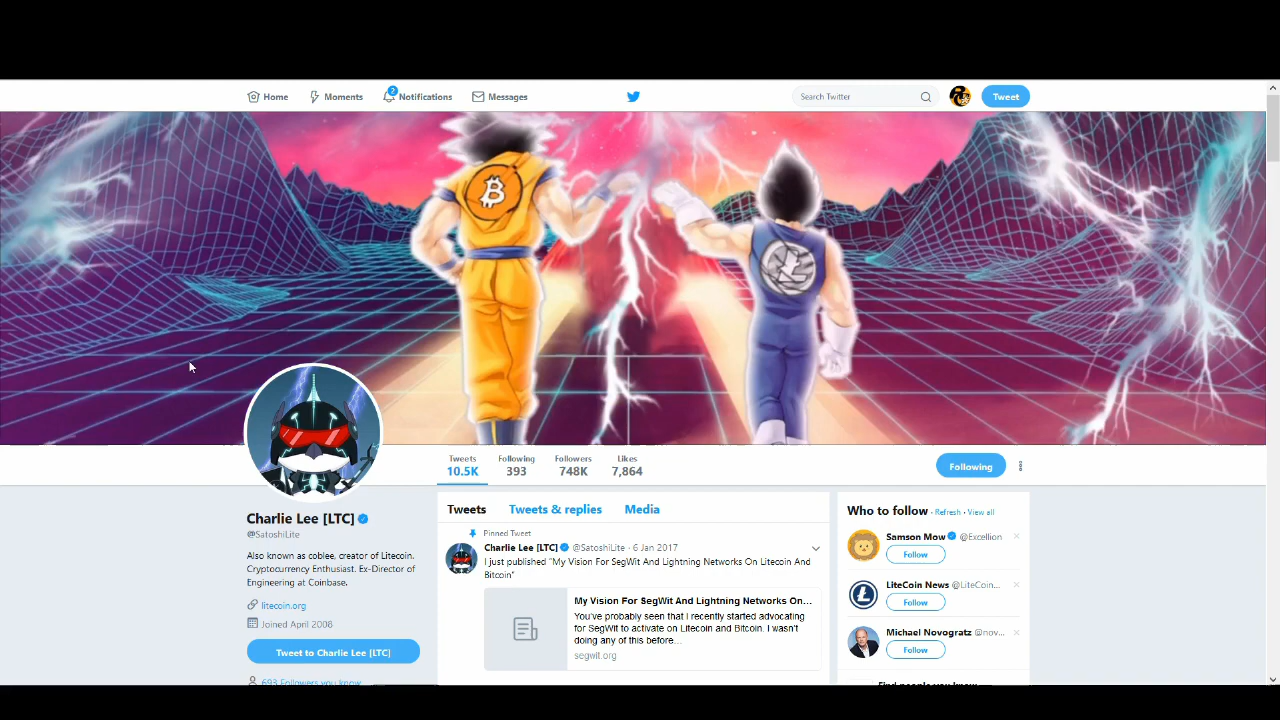 Home
Moments
2
Notifications
Messages
Search Twitter
Tweet
Tweets
10.5K
Following
393
Followers
748K
Likes
7,864
Following
Charlie Lee [LTC]
@SatoshiLite
Also known as coblee, creator of Litecoin.
Cryptocurrency Enthusiast. Ex-Director of
Engineering at Coinbase.
litecoin.org
Joined April 2008
Tweet to Charlie Lee [LTC]
693 Followers you know
Tweets
Tweets & replies
Media
Pinned Tweet
Charlie Lee [LTC] @SatoshiLite · 6 Jan 2017
I just published "My Vision For SegWit And Lightning Networks On Litecoin And
Bitcoin"
My Vision For SegWit And Lightning Networks On...
You've probably seen that I recently started advocating
for SegWit to activate on Litecoin and Bitcoin. I wasn't
doing any of this before...
segwit.org
Who to follow · Refresh · View all
Samson Mow @Excellion
Follow
LiteCoin News @LiteCoin...
Follow
Michael Novogratz @nov...
Follow
Find people you know